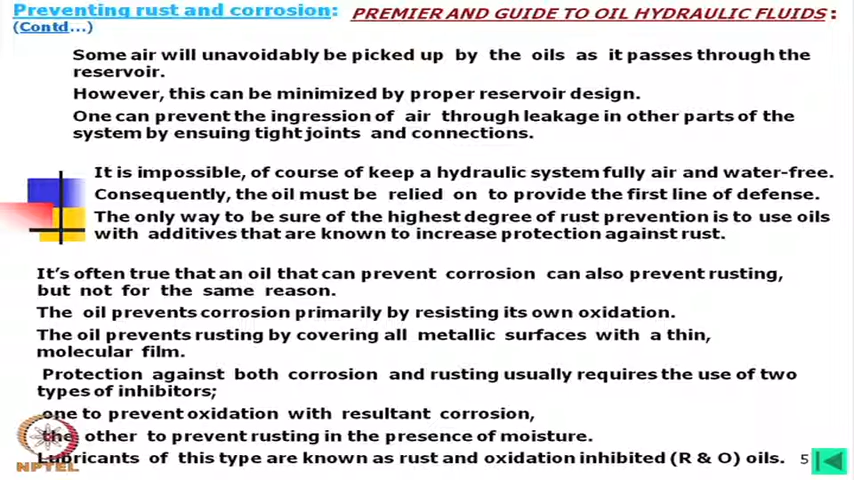 Preventing rust and corrosion: PREMIER AND GUIDE TO OIL HYDRAULIC FLUIDS :
(Contd...)
Some air will unavoidably be picked up by the oils as it passes through the
reservoir.
However, this can be minimized by proper reservoir design.
One can prevent the ingression of air through leakage in other parts of the
system by ensuing tight joints and connections.
It is impossible, of course of keep a hydraulic system fully air and water-free.
Consequently, the oil must be relied on to provide the first line of defense.
The only way to be sure of the highest degree of rust prevention is to use oils
with additives that are known to increase protection against rust.
It's often true that an oil that can prevent corrosion can also prevent rusting,
but not for the same reason.
The oil prevents corrosion primarily by resisting its own oxidation.
The oil prevents rusting by covering all metallic surfaces with a thin,
molecular film.
Protection against both corrosion and rusting usually requires the use of two
types of inhibitors;
one to prevent oxidation with resultant corrosion,
the other to prevent rusting in the presence of moisture.
Lubricants of this type are known as rust and oxidation inhibited (R & O) oils. 5
NPTEL